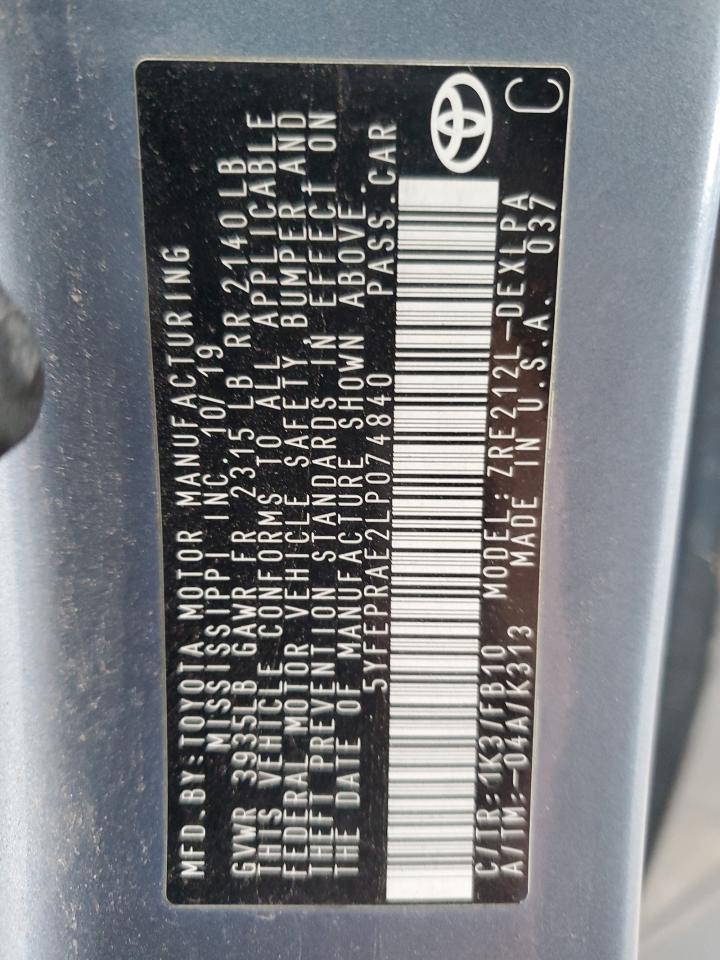 MFD.BY:TOYOTA MOTOR MANUFACTURING
MISSISSIPPI INC. 10/ 19
GVWR 3935LB GAWR FR 2315 LB RR 2140 LB
THIS VEHICLE CONFORMS TO ALL APPLICABLE
FEDERAL MOTOR VEHICLE SAFETY, BUMPER AND
THEFT PREVENTION STANDARDS IN EFFECT ON
THE DATE OF MANUFACTURE SHOWN ABOVE.
5YFEPRAE2LP074840 PASS. CAR
C/TR: 1K3/FB10 MODEL: ZRE212L-DEXLPA
A/TM:-04A/K313 MADE IN U.S.A. 037
C